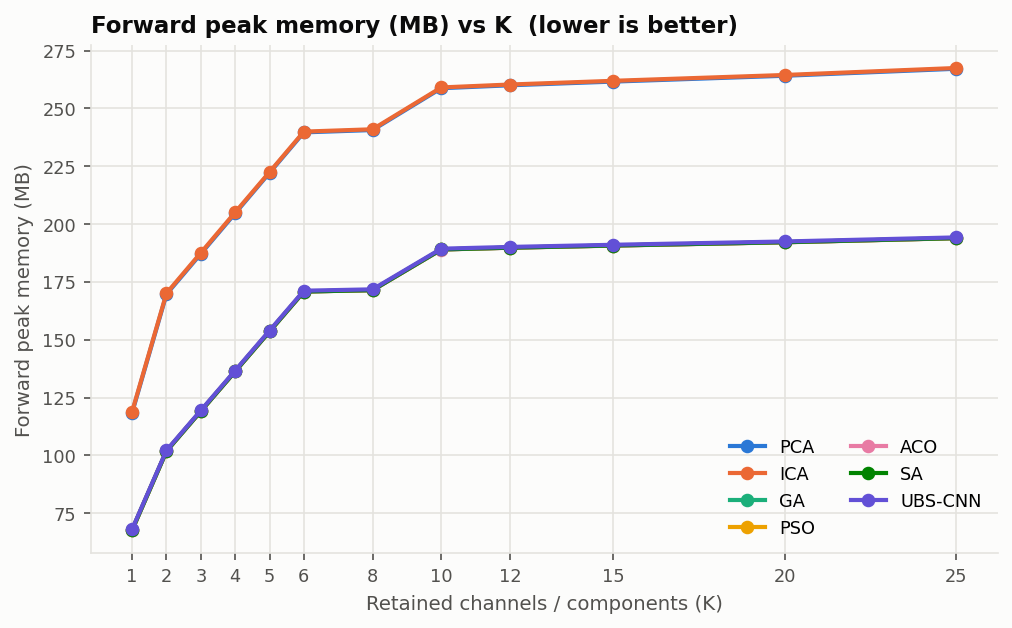 Forward peak memory (MB) vs K  (lower is better)
Forward peak memory (MB)
275
250
225
200
175
150
125
100
75
1 2 3 4 5 6 8 10 12 15 20 25
Retained channels / components (K)
PCA
ICA
GA
PSO
ACO
SA
UBS-CNN